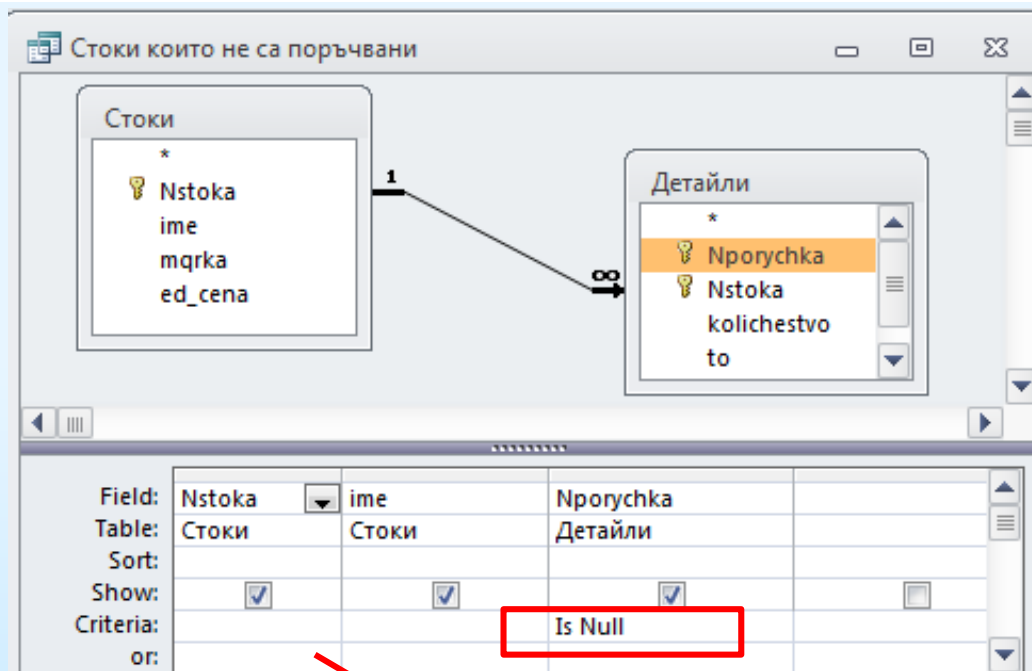 Стоки които не са поръчвани
Стоки
*
Nstoka
ime
mqrka
ed_cena
1
∞
Детайли
*
Nporychka
Nstoka
kolichestvo
to
Field: Nstoka ime Nporychka
Table: Стоки Стоки Детайли
Sort:
Show:
Criteria: Is Null
or: